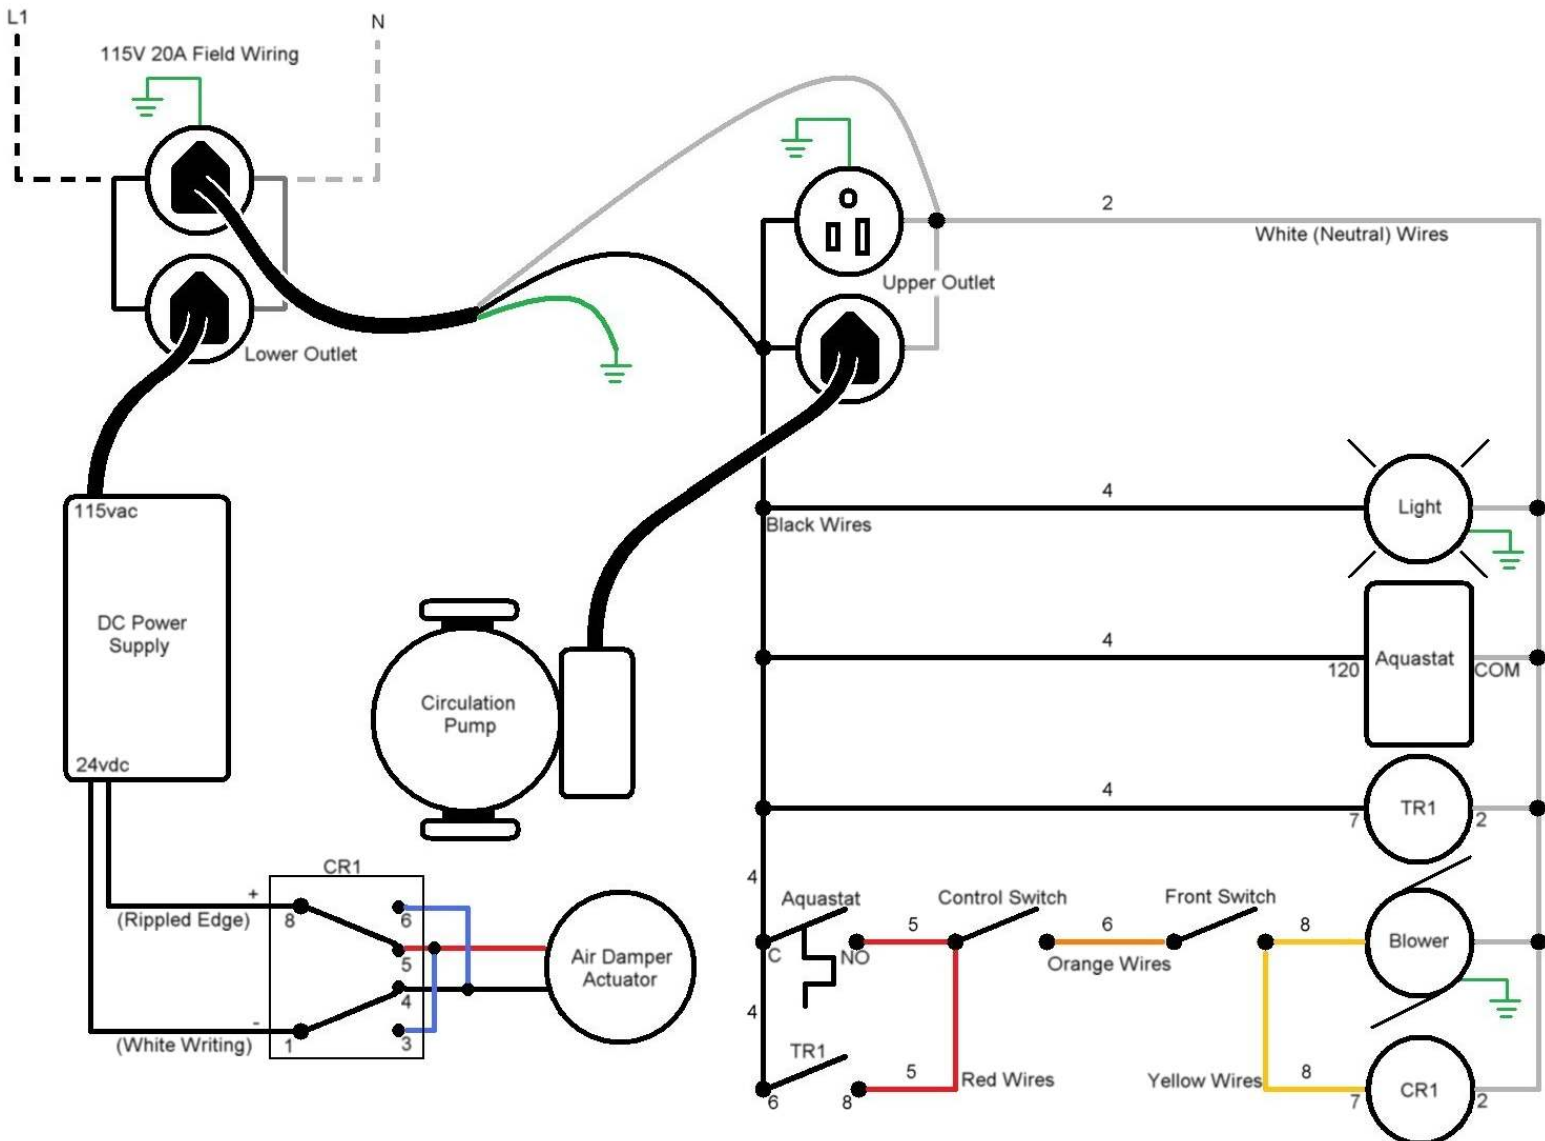 L1
N
115V 20A Field Wiring
2
White (Neutral) Wires
Upper Outlet
Lower Outlet
4
Black Wires
Light
115vac
DC Power
Supply
24vdc
Circulation
Pump
4
120
Aquastat
COM
4
7
TR1
2
CR1
+
(Rippled Edge)
8
6
5
4
3
1
-
(White Writing)
Air Damper
Actuator
4
Aquastat
C
NO
5
Control Switch
6
Orange Wires
Front Switch
8
Blower
4
TR1
6
8
5
Red Wires
Yellow Wires
8
7
CR1
2